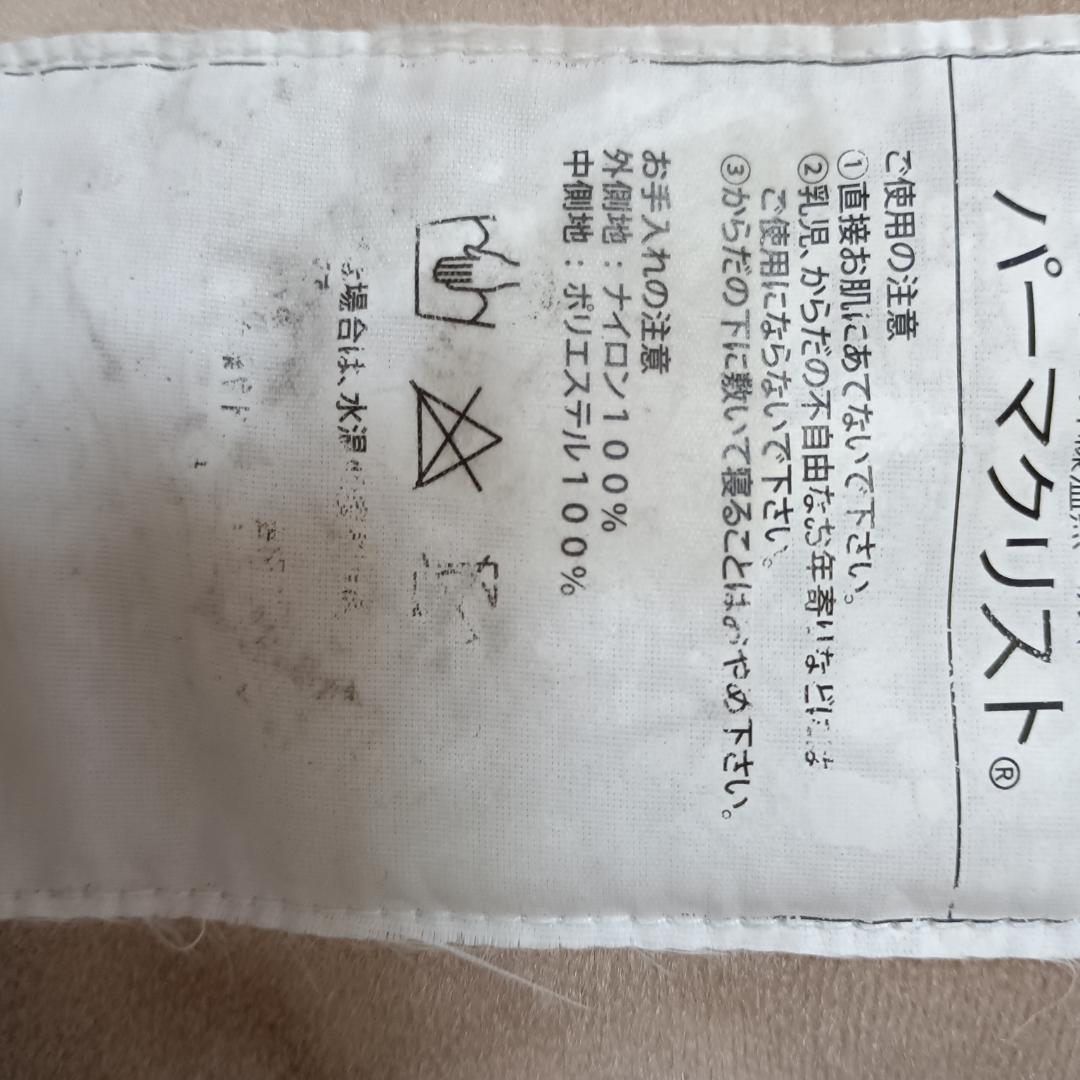 パーマクリスト®
ご使用の注意
①直接お肌にあてないで下さい。
②乳児、からだの不自由なお年寄りなどには
ご使用にならないで下さい。
③からだの下に敷いて寝ることはおやめ下さい。
お手入れの注意
外側地：ナイロン１００％
中側地：ポリエステル１００％
場合は、水温